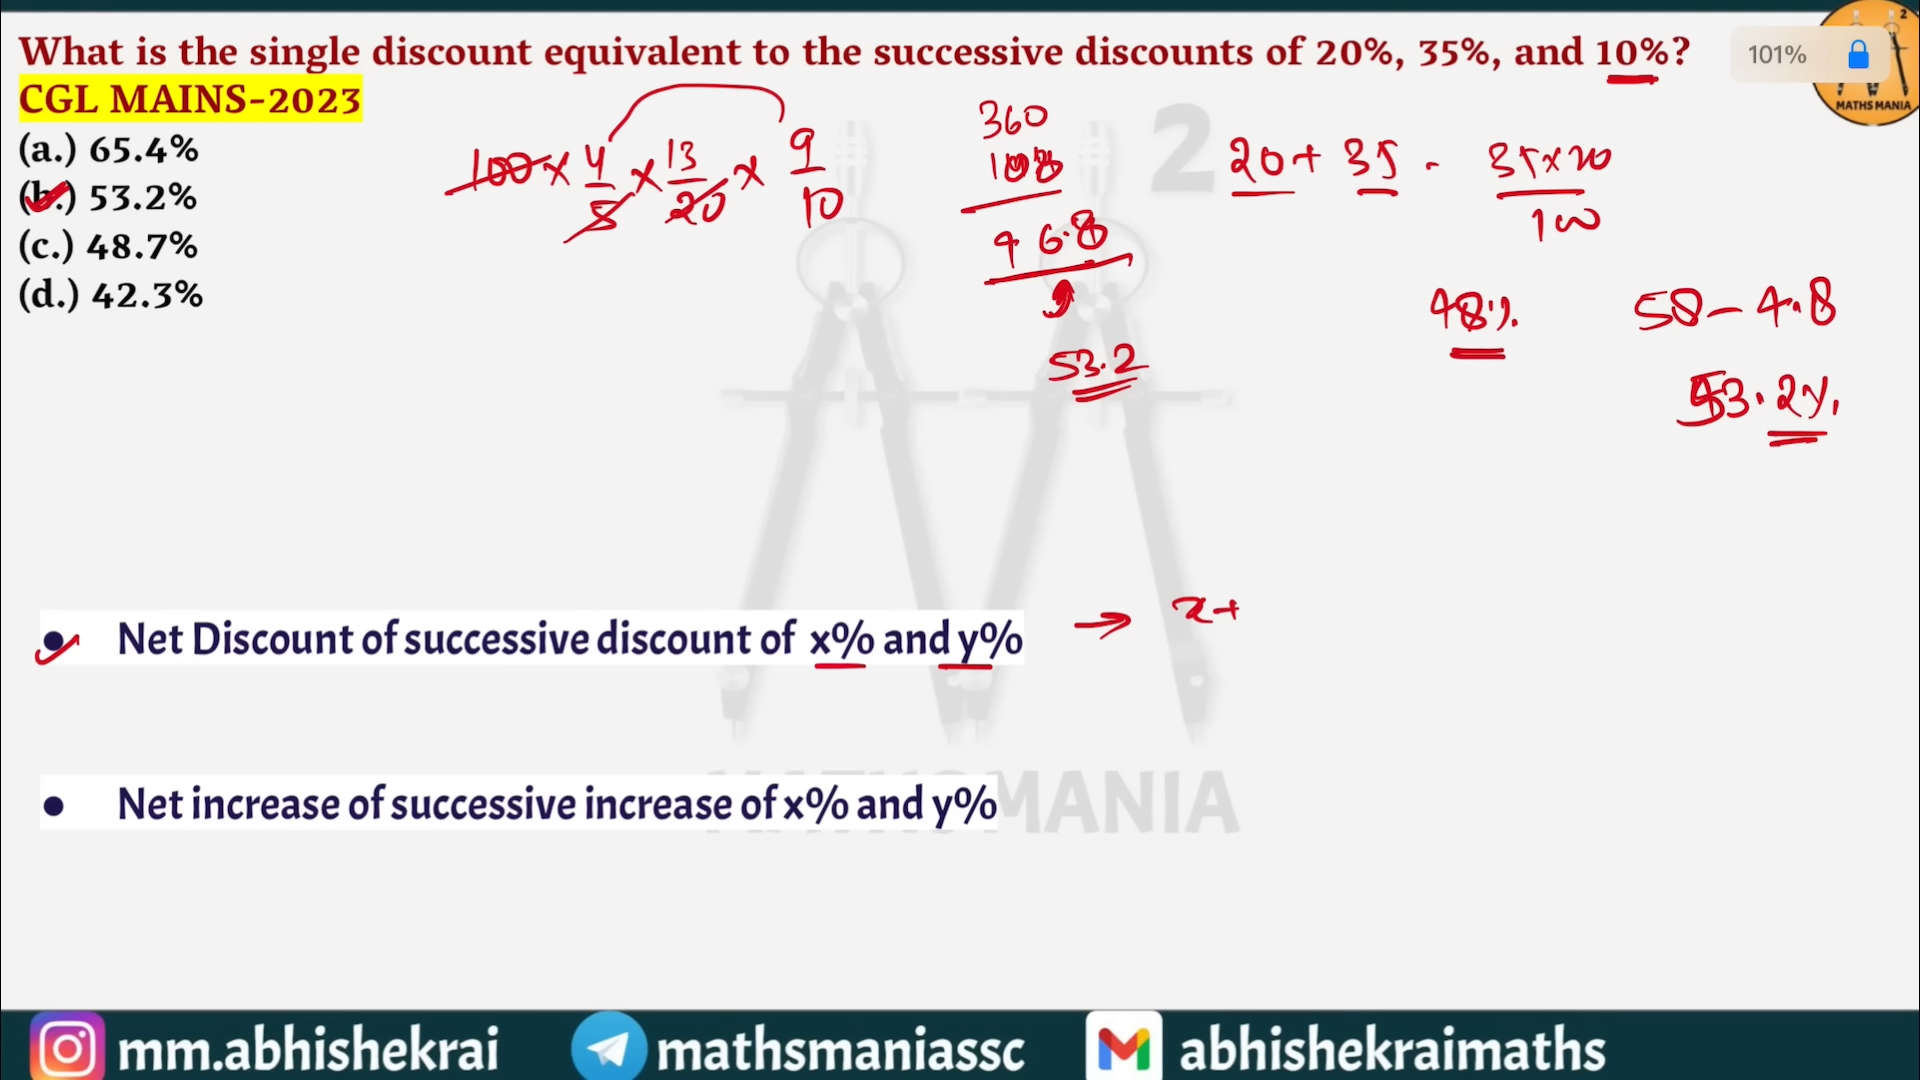 What is the single discount equivalent to the successive discounts of 20%, 35%, and 10%?
CGL MAINS-2023
(a.) 65.4%
(b.) 53.2%
(c.) 48.7%
(d.) 42.3%
101%
MATHS MANIA
2
100 × 4/5 × 13/20 × 9/10
360
108
46.8
53.2
20 + 35 - 35×20/100
48%
58 - 4.8
53.2%
Net Discount of successive discount of x% and y% → x+
Net increase of successive increase of x% and y%
MATHS MANIA
mm.abhishekrai
mathsmaniassc
abhishekraimaths